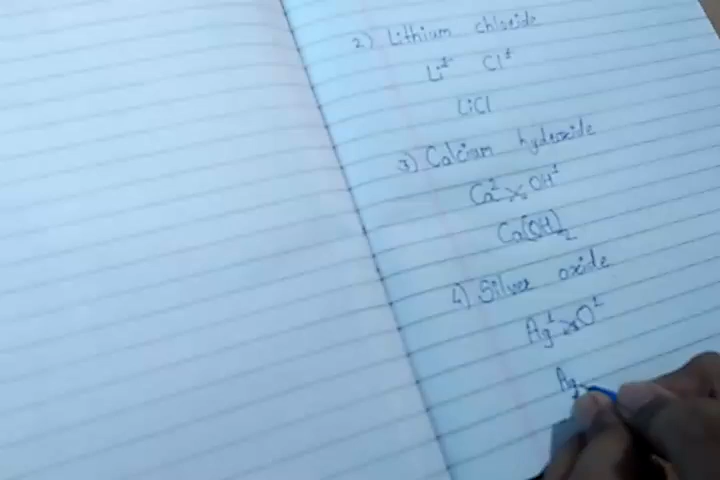 2) Lithium chloride
Li¹ Cl¹
LiCl
3) Calcium hydroxide
Ca² OH¹
Ca(OH)₂
4) Silver oxide
Ag¹ O²
Ag